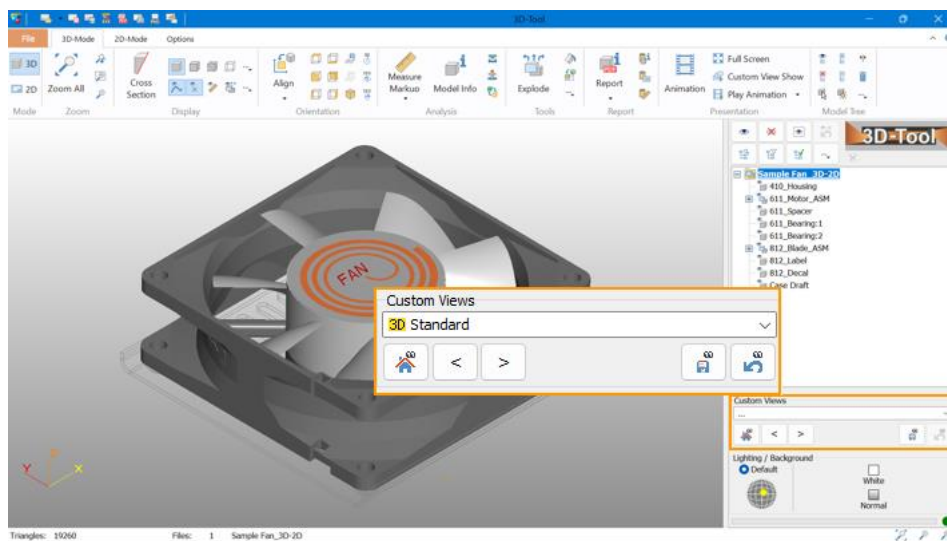 3D-Tool
File 3D-Mode 2D-Mode Options
3D
2D
Zoom All
Cross Section
Align
Measure Markuo
Model Info
Explode
Report
Animation
Full Screen
Custom View Show
Play Animation
Mode Zoom Display Orientation Analysis Tools Report Presentation Model Tree
3D-Tool
Sample Fan_3D-2D
410_Housing
611_Motor_ASM
611_Spacer
611_Bearing:1
611_Bearing:2
812_Blade_ASM
812_Label
812_Decal
Case Draft
FAN
Custom Views
3D Standard
< >
Custom Views
...
< >
Lighting / Background
Default
White
Normal
Y Z X
Triangles: 19260 Files: 1 Sample Fan_3D-2D